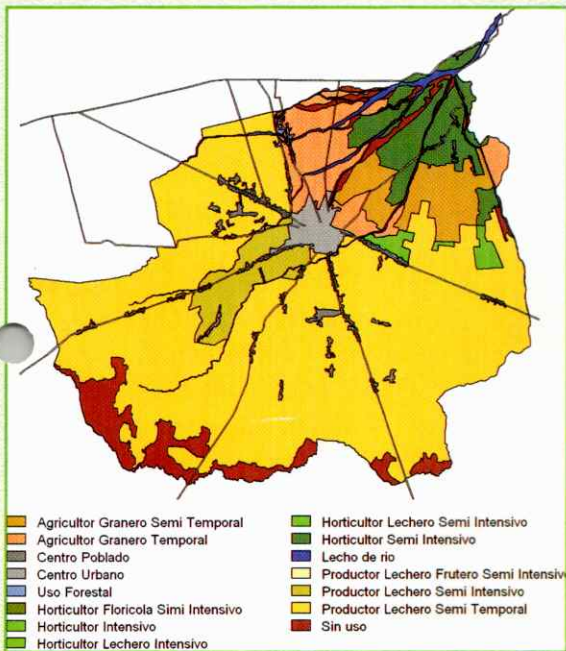 Agricultor Granero Semi Temporal
Agricultor Granero Temporal
Centro Poblado
Centro Urbano
Uso Forestal
Horticultor Floricola Simi Intensivo
Horticultor Intensivo
Horticultor Lechero Intensivo
Horticultor Lechero Semi Intensivo
Horticultor Semi Intensivo
Lecho de rio
Productor Lechero Frutero Semi Intensivo
Productor Lechero Semi Intensivo
Productor Lechero Semi Temporal
Sin uso